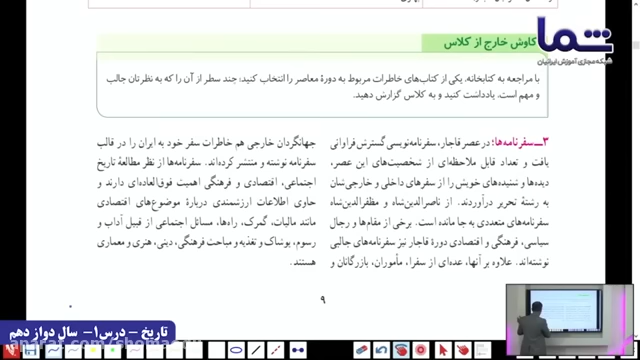 شما
شبکه مجازی آموزش ایرانیان
کاوش خارج از کلاس
با مراجعه به کتابخانه، یکی از کتاب‌های خاطرات مربوط به دورهٔ معاصر را انتخاب کنید؛ چند سطر از آن را که به نظرتان جالب
و مهم است، یادداشت کنید و به کلاس گزارش دهید.
۳ــ سفرنامه‌ها: در عصر قاجار، سفرنامه‌نویسی گسترش فراوانی
یافت و تعداد قابل ملاحظه‌ای از شخصیت‌های این عصر،
دیده‌ها و شنیده‌های خویش را از سفرهای داخلی و خارجی‌شان
به رشتهٔ تحریر درآوردند. از ناصرالدین‌شاه و مظفرالدین‌شاه
سفرنامه‌های متعددی به جا مانده است. برخی از مقام‌ها و رجال
سیاسی، فرهنگی و اقتصادی دورهٔ قاجار نیز سفرنامه‌های جالبی
نوشته‌اند. علاوه بر آنها، عده‌ای از سفرا، مأموران، بازرگانان و
جهانگردان خارجی هم خاطرات سفر خود به ایران را در قالب
سفرنامه نوشته و منتشر کرده‌اند. سفرنامه‌ها از نظر مطالعهٔ تاریخ
اجتماعی، اقتصادی و فرهنگی اهمیت فوق‌العاده‌ای دارند و
حاوی اطلاعات ارزشمندی دربارهٔ موضوع‌های اقتصادی
مانند مالیات، گمرک، راه‌ها، مسائل اجتماعی از قبیل آداب و
رسوم، پوشاک و تغذیه و مباحث فرهنگی، دینی، هنری و معماری
هستند.
۹
تاریخ – درس۱– سال دوازدهم